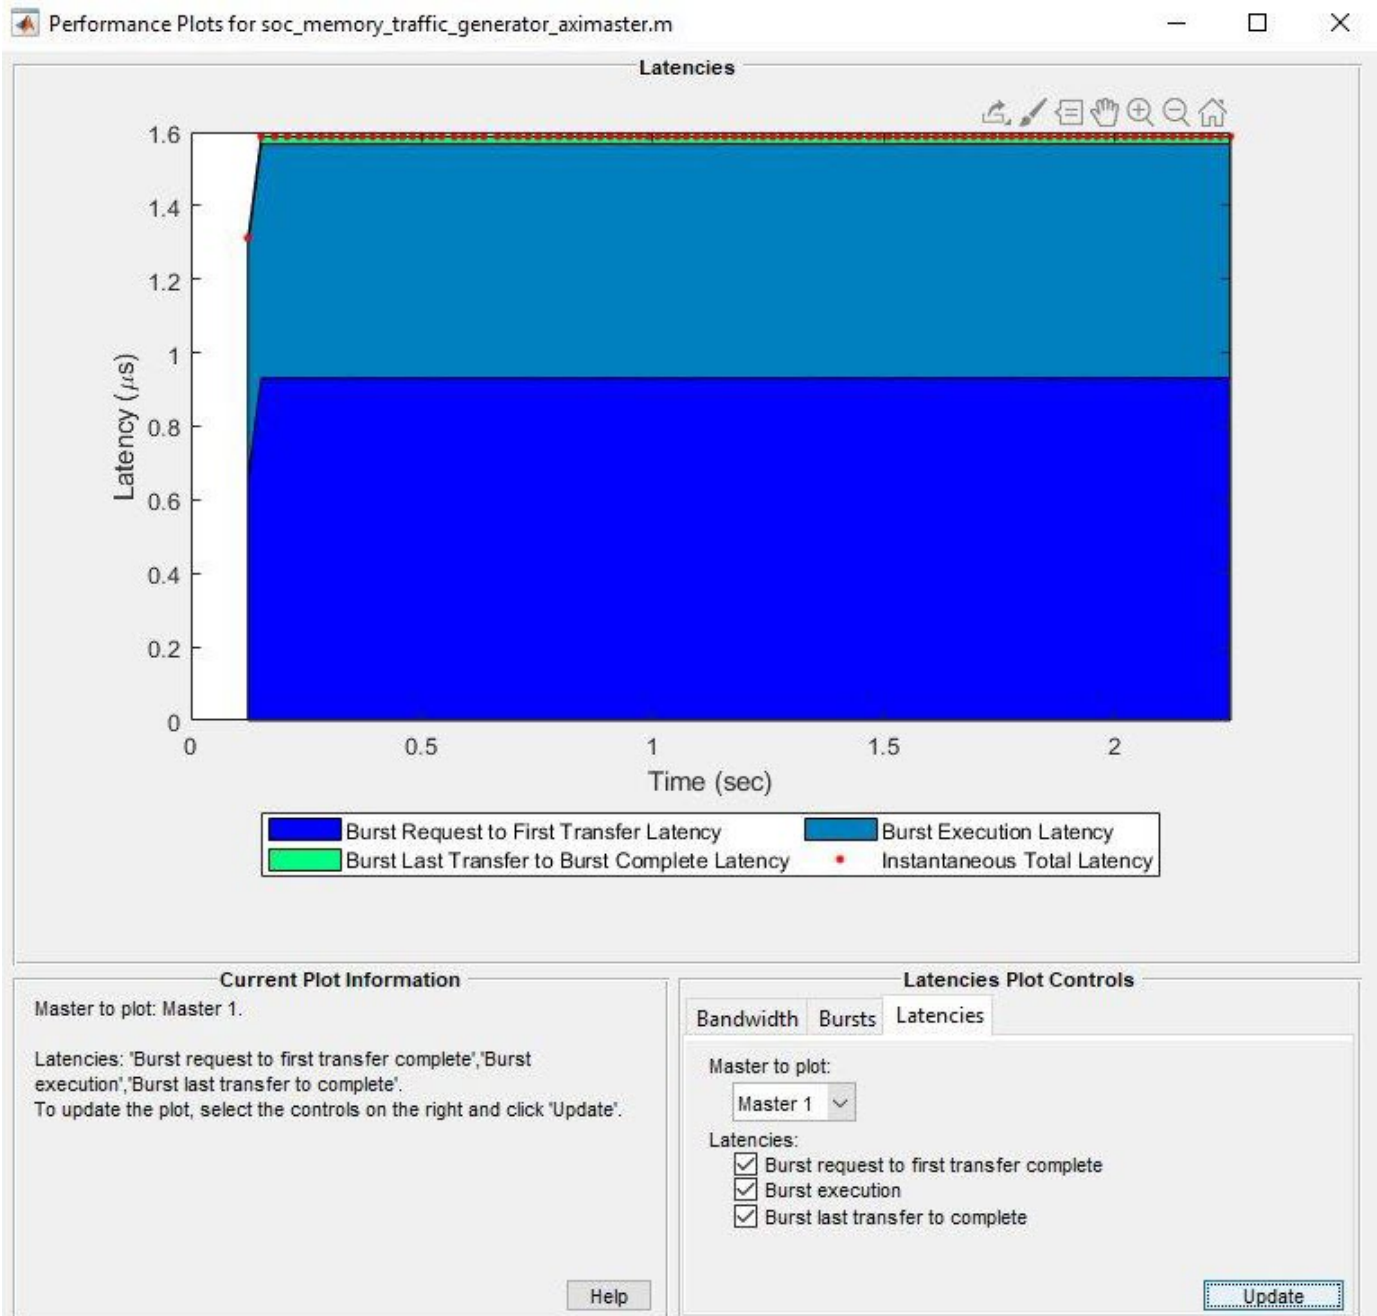 Performance Plots for soc_memory_traffic_generator_aximaster.m
Latencies
1.6
1.4
1.2
1
0.8
0.6
0.4
0.2
0
Latency (μs)
0 0.5 1 1.5 2
Time (sec)
Burst Request to First Transfer Latency Burst Execution Latency
Burst Last Transfer to Burst Complete Latency Instantaneous Total Latency
Current Plot Information
Master to plot: Master 1.
Latencies: 'Burst request to first transfer complete','Burst
execution','Burst last transfer to complete'.
To update the plot, select the controls on the right and click 'Update'.
Help
Latencies Plot Controls
Bandwidth Bursts Latencies
Master to plot:
Master 1
Latencies:
Burst request to first transfer complete
Burst execution
Burst last transfer to complete
Update